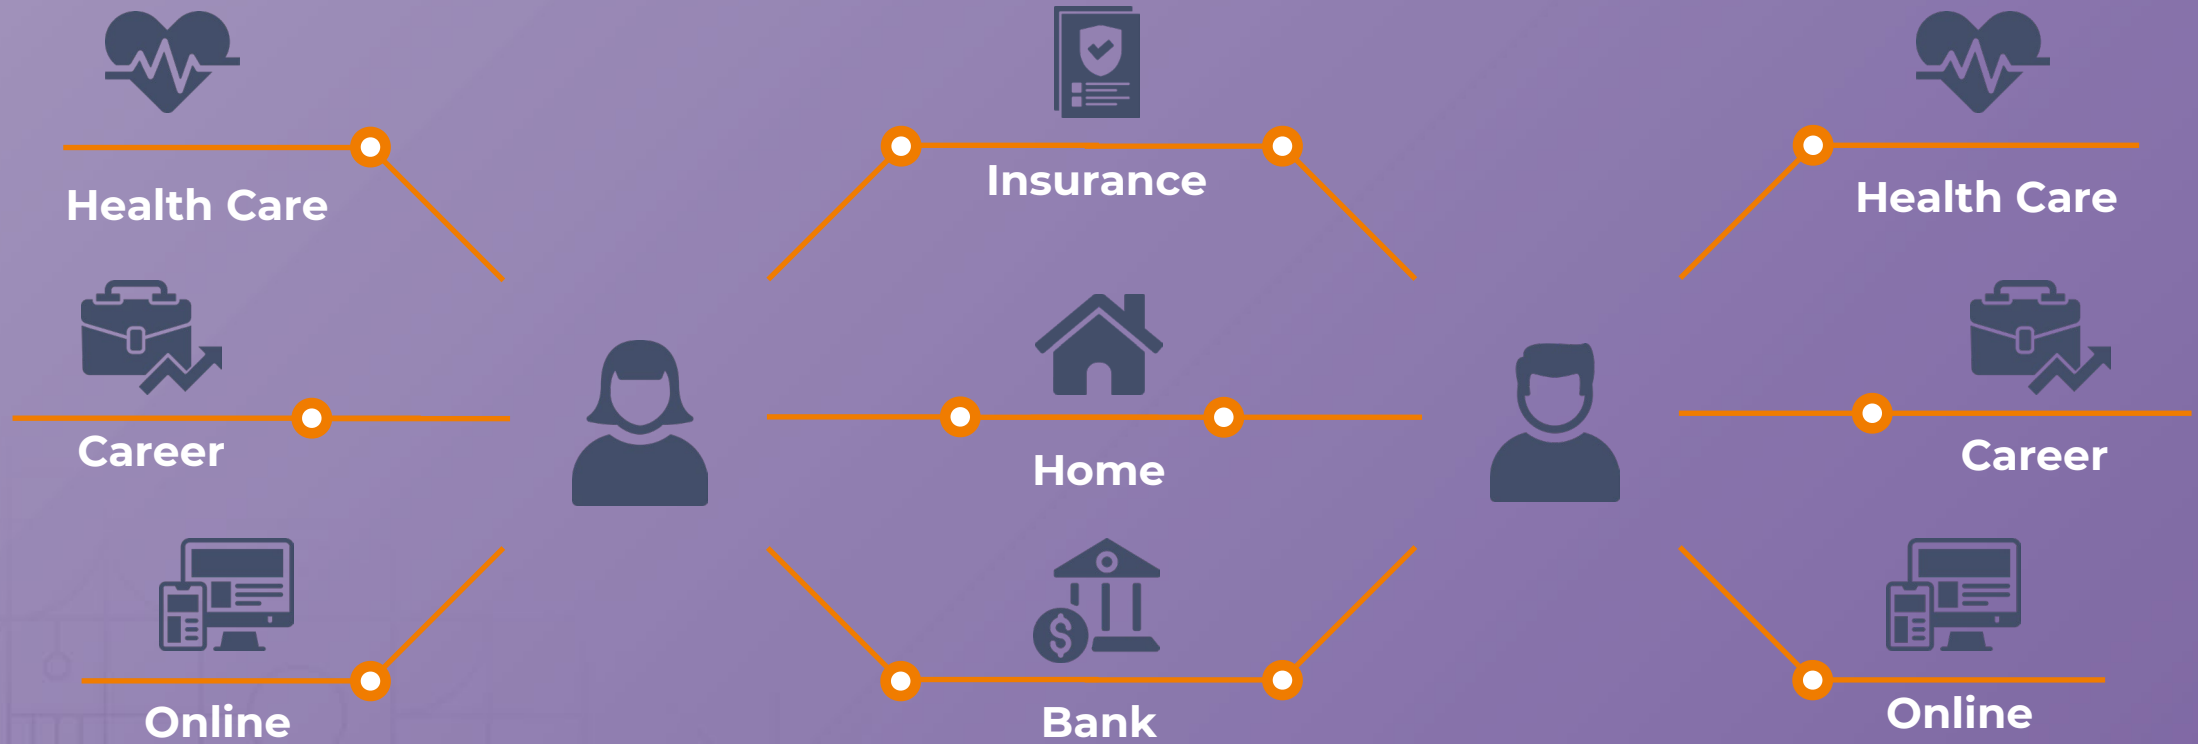 Health Care
Insurance
Health Care
Career
Home
Career
Online
Bank
Online